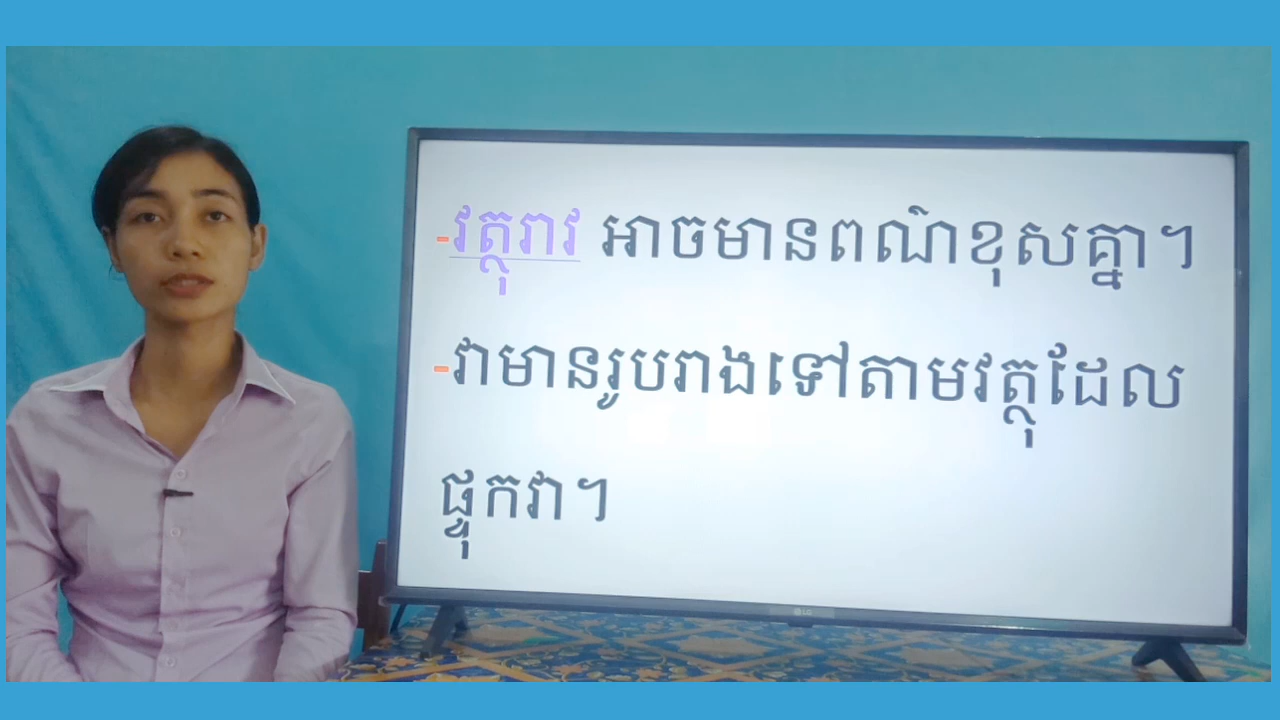 -វត្ថុរាវ អាចមានពណ៌ខុសគ្នា។
-វាមានរូបរាងទៅតាមវត្ថុដែល
ផ្ទុកវា។
LG